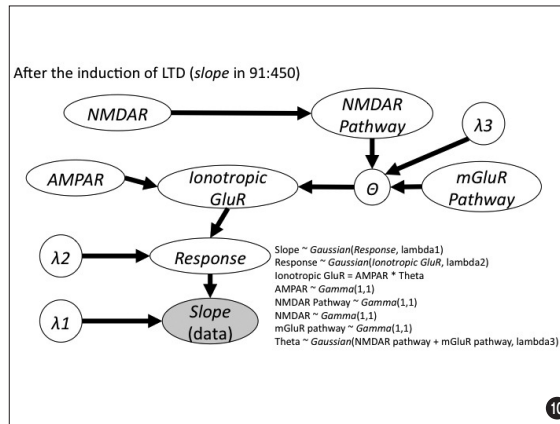 After the induction of LTD (slope in 91:450)
NMDAR
NMDAR
Pathway
λ3
AMPAR
Ionotropic
GluR
Θ
mGluR
Pathway
λ2
Response
λ1
Slope
(data)
Slope ~ Gaussian(Response, lambda1)
Response ~ Gaussian(Ionotropic GluR, lambda2)
Ionotropic GluR = AMPAR * Theta
AMPAR ~ Gamma(1,1)
NMDAR Pathway ~ Gamma(1,1)
NMDAR ~ Gamma(1,1)
mGluR pathway ~ Gamma(1,1)
Theta ~ Gaussian(NMDAR pathway + mGluR pathway, lambda3)